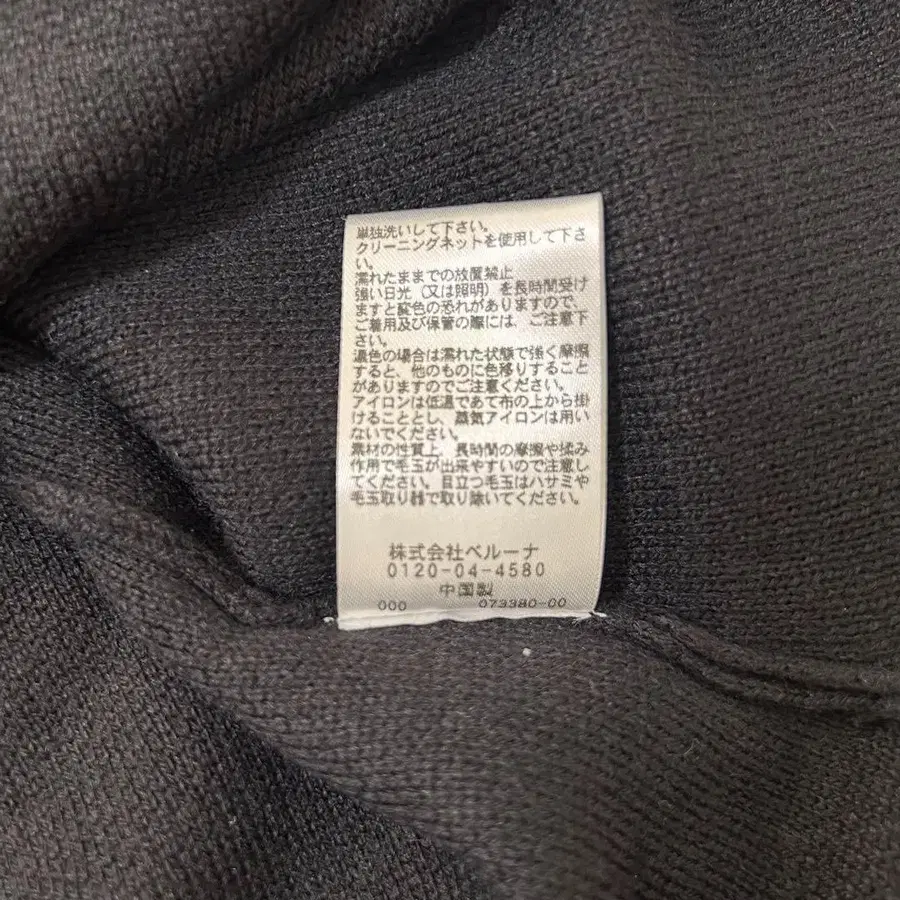 単独洗いして下さい。
クリーニングネットを使用して下さ
い。
濡れたままでの放置禁止
強い日光（又は照明）を長時間受け
ますと変色の恐れがありますので、
ご着用及び保管の際には、ご注意下
さい。
濃色の場合は濡れた状態で強く摩擦
すると、他のものに色移りすること
がありますのでご注意ください。
アイロンは低温であて布の上から掛
けることとし、蒸気アイロンは用い
ないでください。
素材の性質上、長時間の摩擦や揉み
作用で毛玉が出来やすいので注意し
てください。目立つ毛玉はハサミや
毛玉取り器で取り除いてください。
株式会社ベルーナ
0120-04-4580
中国製
000 073380-00